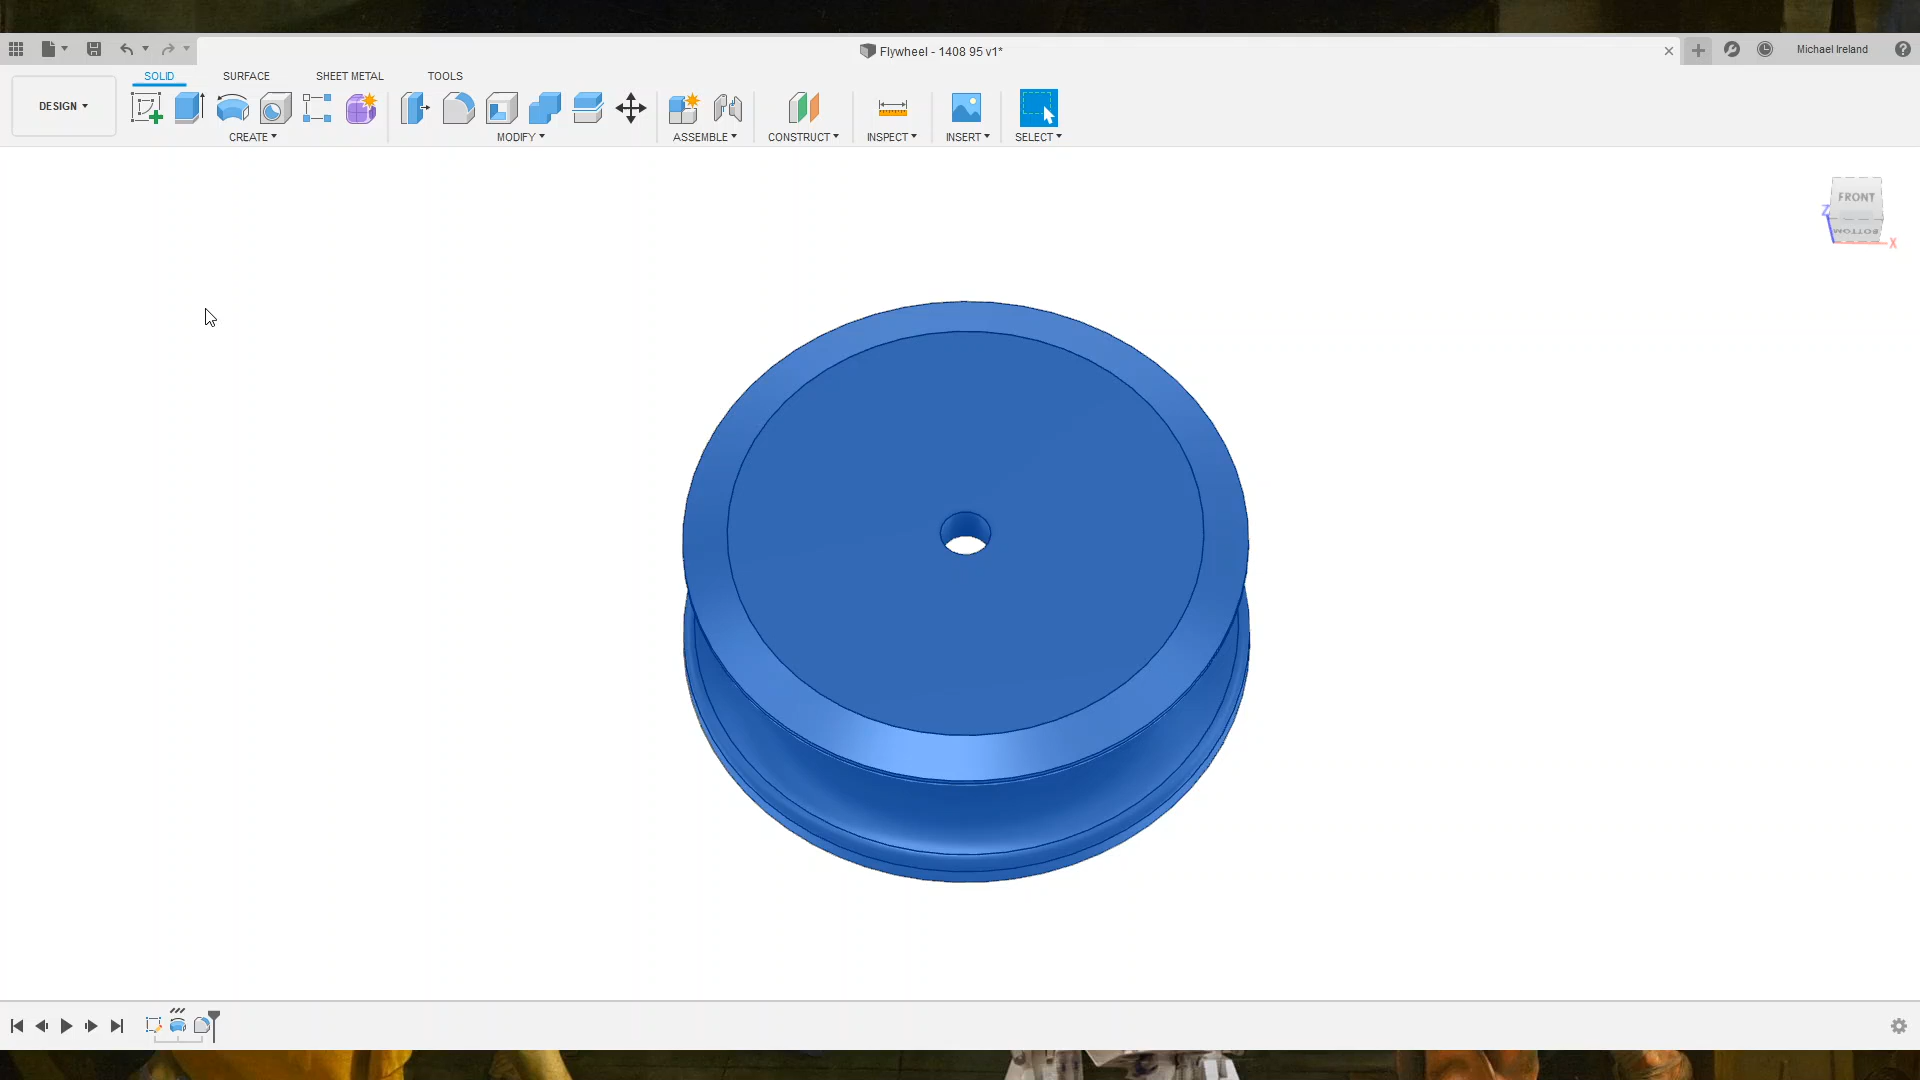 Flywheel - 1408 95 v1*
Michael Ireland
SOLID
SURFACE
SHEET METAL
TOOLS
DESIGN
CREATE
MODIFY
ASSEMBLE
CONSTRUCT
INSPECT
INSERT
SELECT
FRONT
Z
BOTTOM
X